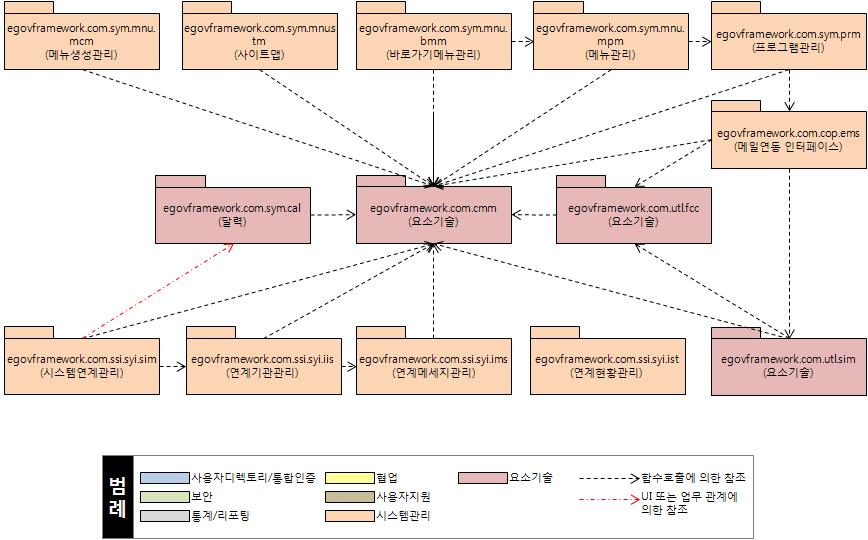 egovframework.com.sym.mnu.
mcm
(메뉴생성관리)
egovframework.com.sym.mnus
tm
(사이트맵)
egovframework.com.sym.mnu.
bmm
(바로가기메뉴관리)
egovframework.com.sym.mnu.
mpm
(메뉴관리)
egovframework.com.sym.prm
(프로그램관리)
egovframework.com.cop.ems
(메일연동 인터페이스)
egovframework.com.sym.cal
(달력)
egovframework.com.cmm
(요소기술)
egovframework.com.utl.fcc
(요소기술)
egovframework.com.ssi.syi.sim
(시스템연계관리)
egovframework.com.ssi.syi.iis
(연계기관관리)
egovframework.com.ssi.syi.ims
(연계메세지관리)
egovframework.com.ssi.syi.ist
(연계현황관리)
egovframework.com.utl.sim
(요소기술)
범례
사용자디렉토리/통합인증
보안
통계/리포팅
협업
사용자지원
시스템관리
요소기술
함수호출에 의한 참조
UI 또는 업무 관계에
의한 참조